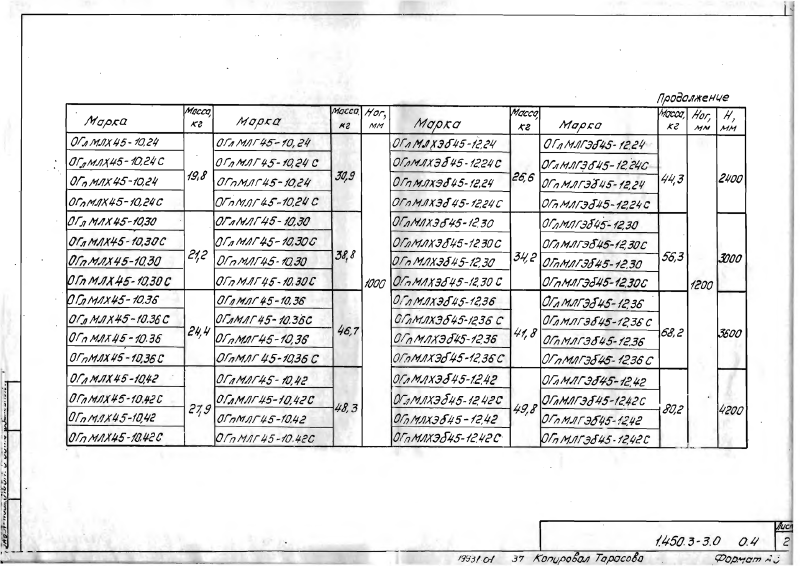 Продолжение
Марка Масса, кг Марка Масса, кг Hог, мм Марка Масса, кг Марка Масса, кг Hог, мм H, мм
ОГлМЛХ45-10,24 19,8 ОГлМЛГ45-10,24 30,9 1000 ОГлМЛХЭб45-12.24 26,6 ОГлМЛГЭб45-12.24 44,3 1200 2400
ОГлМЛХ45-10.24С ОГлМЛГ45-10,24С ОГлМЛХЭб45-1224С ОГлМЛГЭб45-12.24С
ОГпМЛХ45-10,24 ОГпМЛГ45-10,24 ОГпМЛХЭб45-12,24 ОГпМЛГЭб45-12,24
ОГпМЛХ45-10,24С ОГпМЛГ45-10,24С ОГпМЛХЭб45-12,24С ОГпМЛГЭб45-12,24С
ОГлМЛХ45-10,30 21,2 ОГлМЛГ45-10,30 38,8 ОГлМЛХЭб45-12.30 34,2 ОГлМЛГЭб45-12,30 56,3 3000
ОГлМЛХ45-10,30С ОГлМЛГ45-10,30С ОГлМЛХЭб45-12.30С ОГлМЛГЭб45-12,30С
ОГпМЛХ45-10,30 ОГпМЛГ45-10,30 ОГпМЛХЭб45-12,30 ОГпМЛГЭб45-12.30
ОГпМЛХ45-10.30С ОГпМЛГ45-10.30С ОГпМЛХЭб45-12,30С ОГпМЛГЭб45-12.30С
ОГлМЛХ45-10.36 24,4 ОГлМЛГ45-10.36 46,7 ОГлМЛХЭб45-12,36 41,8 ОГлМЛГЭб45-12,36 68,2 3600
ОГлМЛХ45-10.36С ОГлМЛГ45-10.36С ОГлМЛХЭб45-1236С ОГлМЛГЭб45-12,36С
ОГпМЛХ45-10.36 ОГпМЛГ45-10,36 ОГпМЛХЭб45-12.36 ОГпМЛГЭб45-12.36
ОГпМЛХ45-10,36С ОГпМЛГ45-10,36С ОГпМЛХЭб45-12,36С ОГпМЛГЭб45-12.36С
ОГлМЛХ45-10,42 27,9 ОГлМЛГ45-10,42 48,3 ОГлМЛХЭб45-12,42 49,8 ОГлМЛГЭб45-12,42 80,2 4200
ОГлМЛХ45-10,42С ОГлМЛГ45-10,42С ОГлМЛХЭб45-12,42С ОГлМЛГЭб45-1242С
ОГпМЛХ45-10,42 ОГпМЛГ45-10.42 ОГпМЛХЭб45-12,42 ОГпМЛГЭб45-12,42
ОГпМЛХ45-10.42С ОГпМЛГ45-10.42С ОГпМЛХЭб45-12,42С ОГпМЛГЭб45-12.42С
1.450.3-3.0 0.4
Лист
2
37 Копировал Тарасова Формат А3